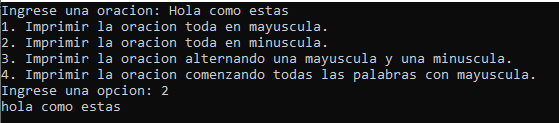 Ingrese una oracion: Hola como estas
1. Imprimir la oracion toda en mayuscula.
2. Imprimir la oracion toda en minuscula.
3. Imprimir la oracion alternando una mayuscula y una minuscula.
4. Imprimir la oracion comenzando todas las palabras con mayuscula.
Ingrese una opcion: 2
hola como estas